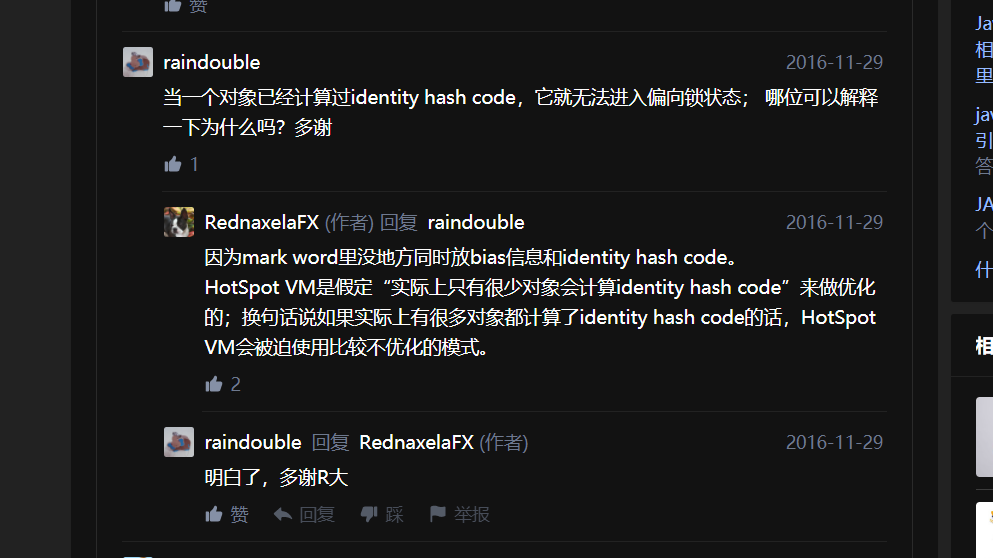 赞
raindouble 2016-11-29
当一个对象已经计算过identity hash code，它就无法进入偏向锁状态； 哪位可以解释
一下为什么吗？多谢
1
RednaxelaFX (作者) 回复 raindouble 2016-11-29
因为mark word里没地方同时放bias信息和identity hash code。
HotSpot VM是假定“实际上只有很少对象会计算identity hash code”来做优化
的；换句话说如果实际上有很多对象都计算了identity hash code的话，HotSpot
VM会被迫使用比较不优化的模式。
2
raindouble 回复 RednaxelaFX (作者) 2016-11-29
明白了，多谢R大
赞 回复 踩 举报
Ja
相
里
jav
引
答
JA
个
什
相